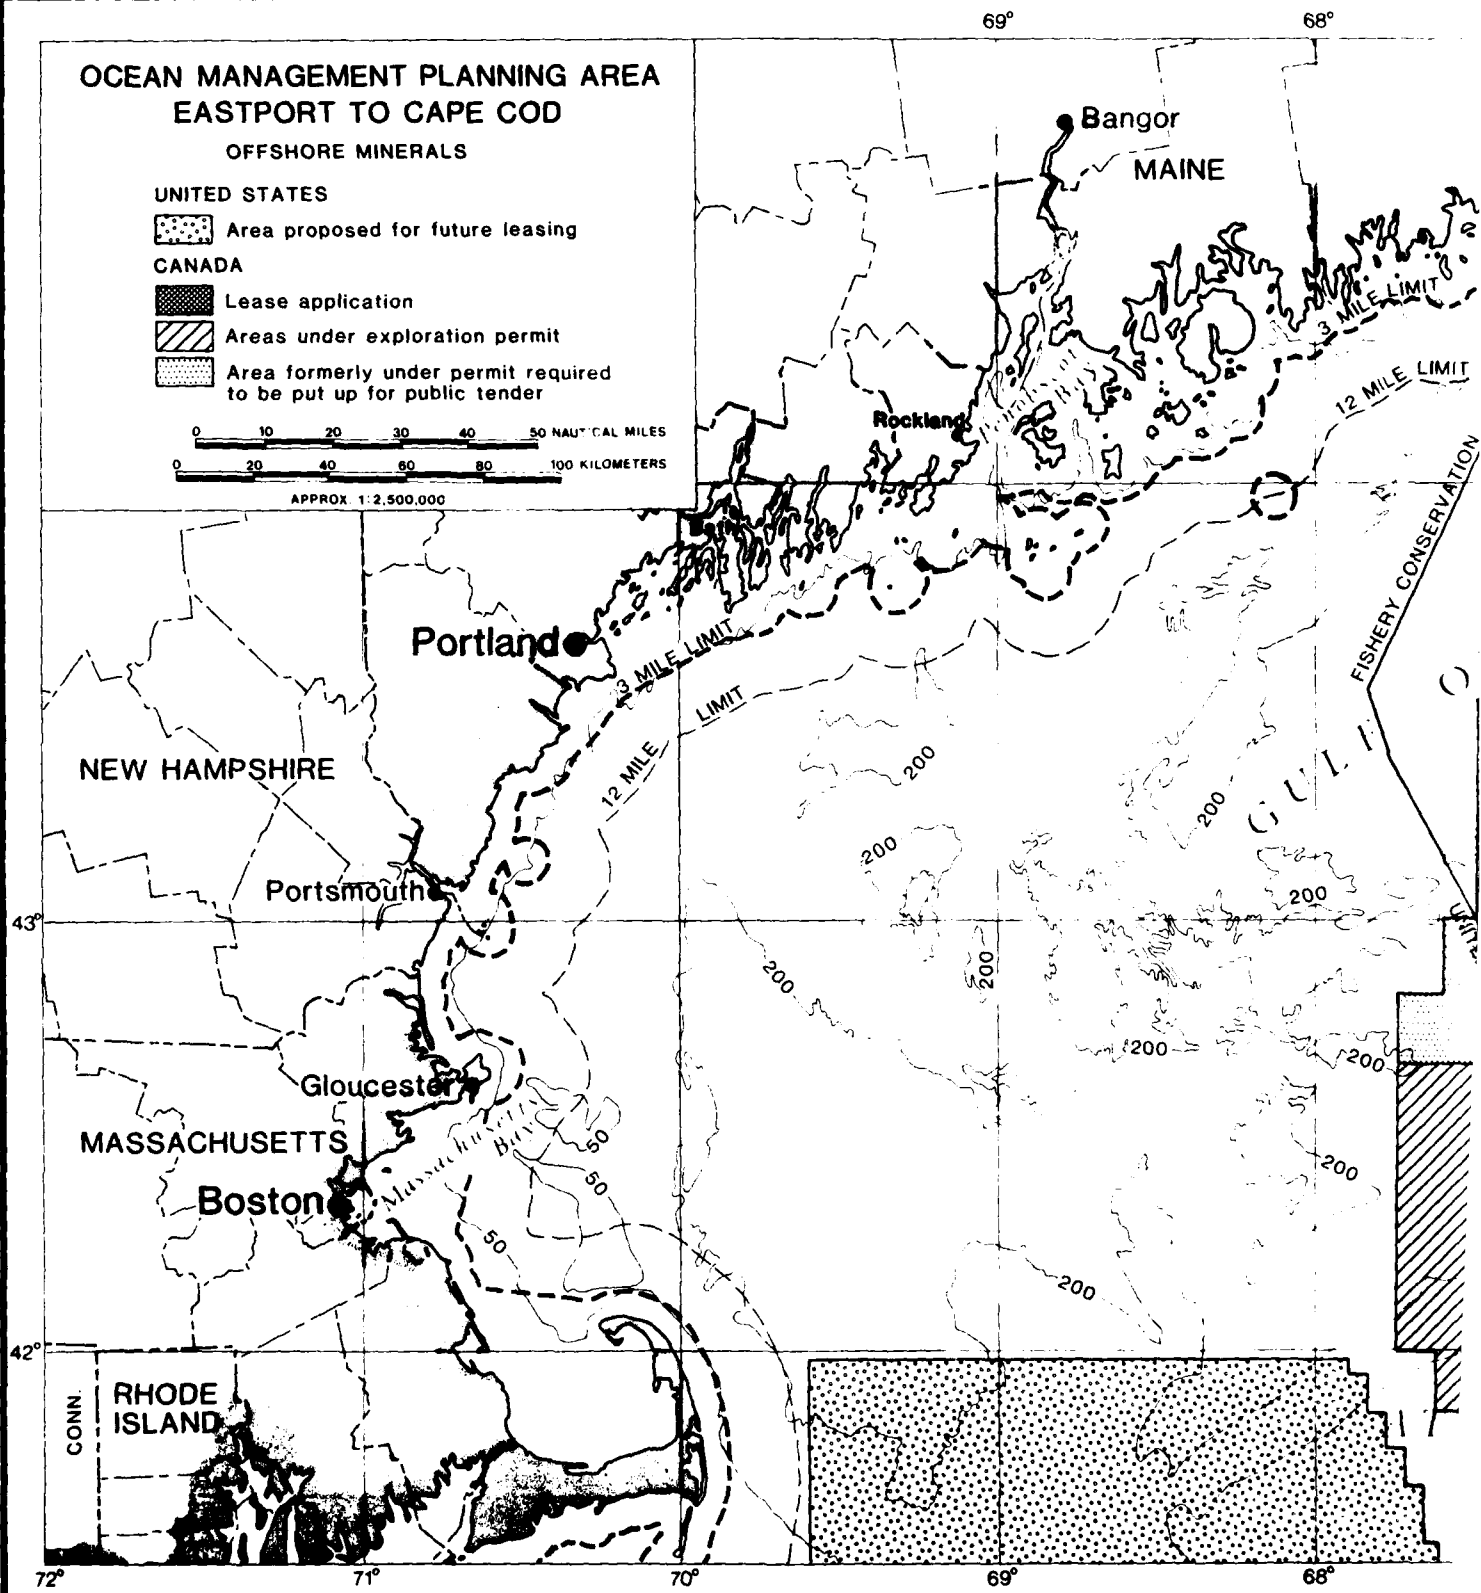 69° 68°
OCEAN MANAGEMENT PLANNING AREA
EASTPORT TO CAPE COD
OFFSHORE MINERALS
UNITED STATES
Area proposed for future leasing
CANADA
Lease application
Areas under exploration permit
Area formerly under permit required
to be put up for public tender
0 10 20 30 40 50 NAUTICAL MILES
0 20 40 60 80 100 KILOMETERS
APPROX. 1:2,500,000
Bangor
MAINE
3 MILE LIMIT
12 MILE LIMIT
Rockland
FISHERY CONSERVATION
Portland
3 MILE LIMIT
12 MILE LIMIT
GULF O
NEW HAMPSHIRE
200
200
200
Portsmouth
200
43°
200
200
200
200
Gloucester
Massachusetts
Bay
50
MASSACHUSETTS
200
50
Boston
50
200
42°
RHODE
ISLAND
CONN.
72° 71° 70° 69° 68°